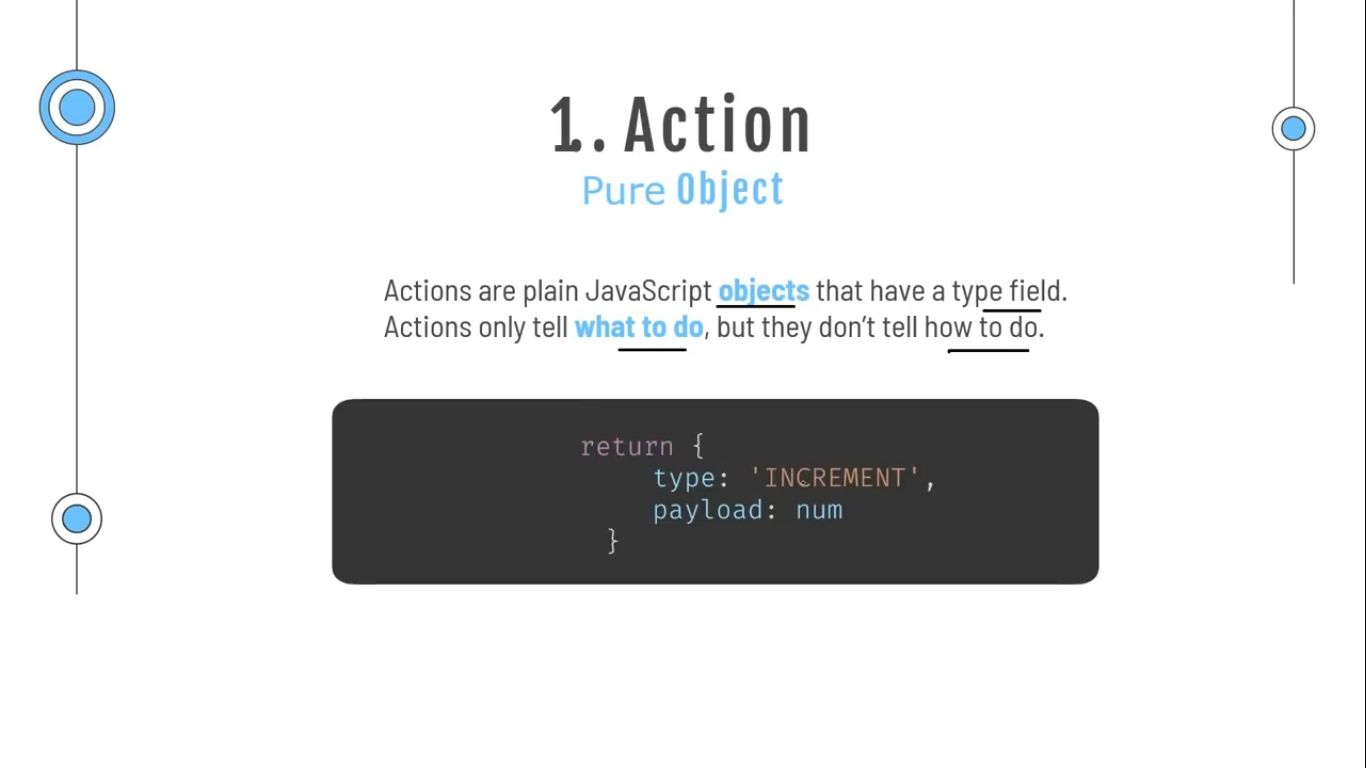 1. Action
Pure Object
Actions are plain JavaScript objects that have a type field.
Actions only tell what to do, but they don’t tell how to do.
return {
type: 'INCREMENT',
payload: num
}